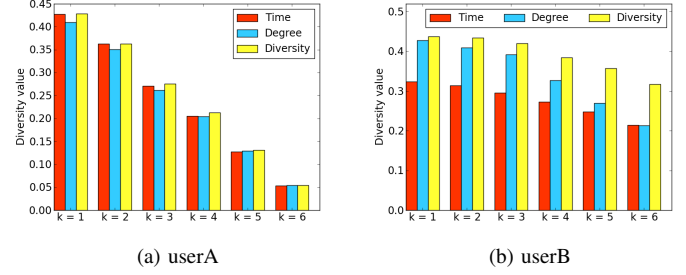 0.45
0.40
0.35
0.30
0.25
0.20
0.15
0.10
0.05
0.00
Diversity value
Time
Degree
Diversity
k = 1 k = 2 k = 3 k = 4 k = 5 k = 6
(a) userA
0.5
0.4
0.3
0.2
0.1
0.0
Diversity value
Time Degree Diversity
k = 1 k = 2 k = 3 k = 4 k = 5 k = 6
(b) userB